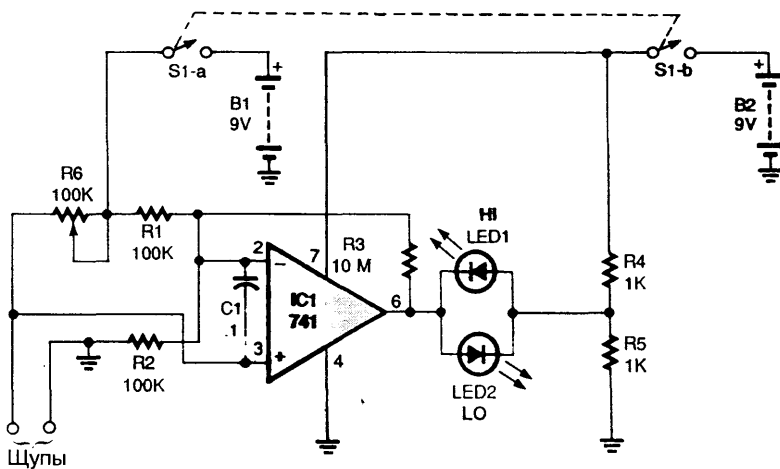 S1-a
S1-b
+
B1
9V
+
B2
9V
R6
100K
R1
100K
2
7
R3
10 M
HI
LED1
R4
1K
−
C1
.1
IC1
741
6
3
+
4
R2
100K
LED2
LO
R5
1K
Щупы